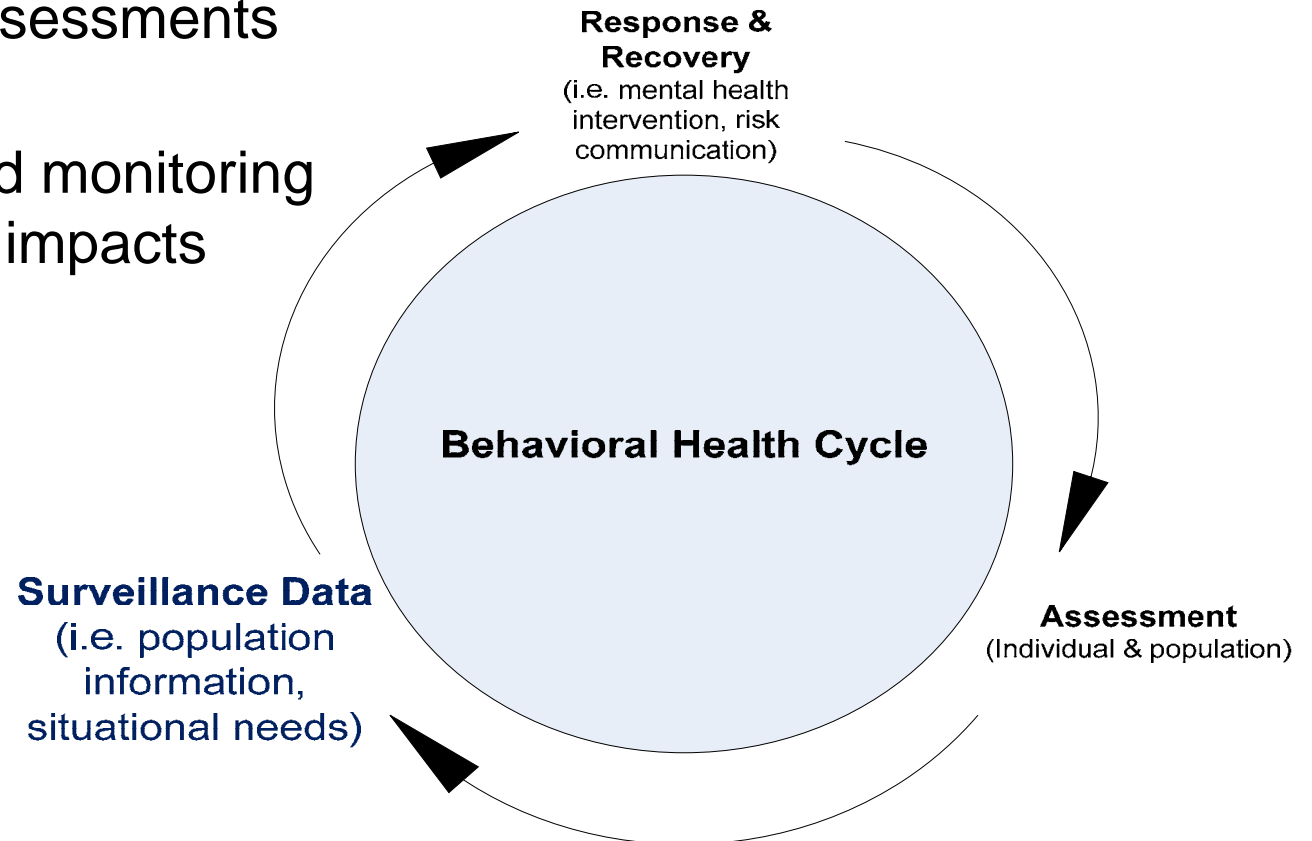 ssessments
d monitoring
impacts
Response &
Recovery
(i.e. mental health
intervention, risk
communication)
Behavioral Health Cycle
Surveillance Data
(i.e. population
information,
situational needs)
Assessment
(Individual & population)